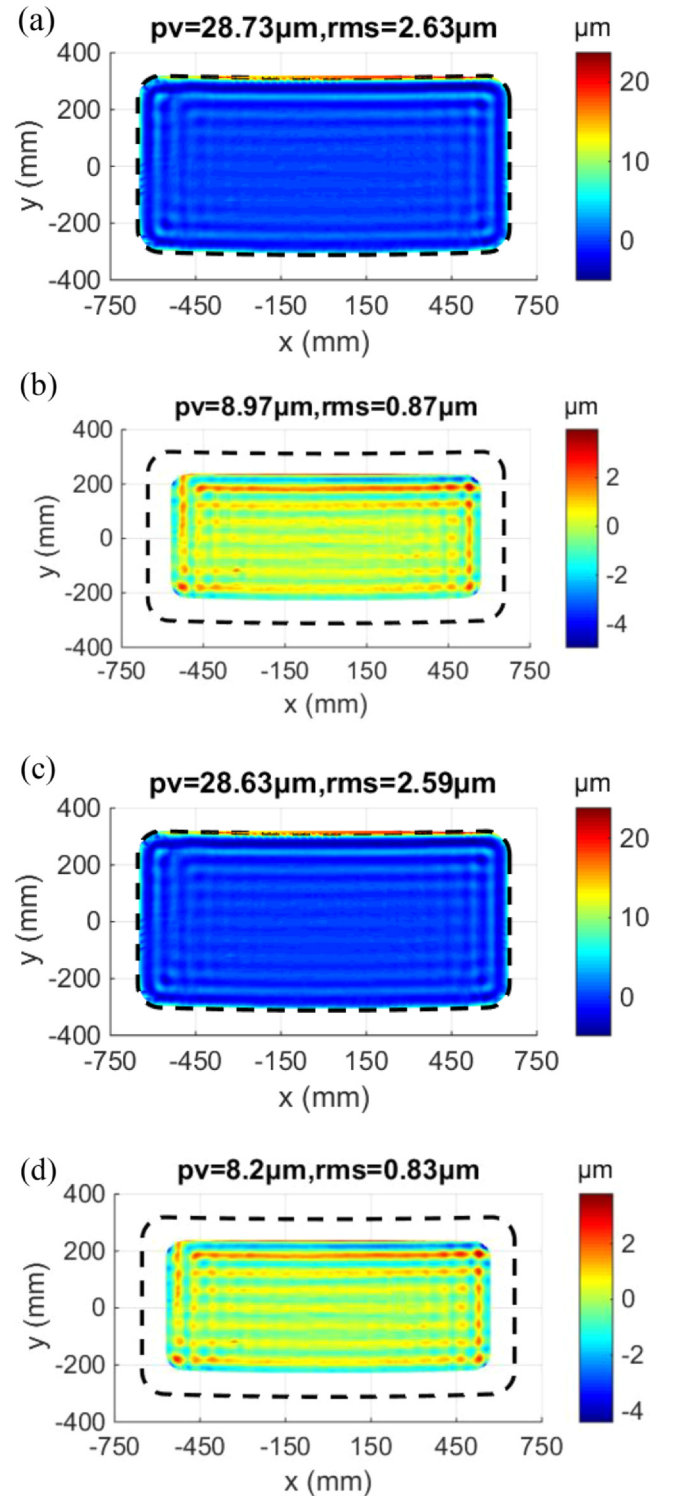 (a)
pv=28.73µm,rms=2.63µm
µm
400
200
0
-200
-400
y (mm)
-750 -450 -150 150 450 750
x (mm)
20
10
0
(b)
pv=8.97µm,rms=0.87µm
µm
400
200
0
-200
-400
y (mm)
-750 -450 -150 150 450 750
x (mm)
2
0
-2
-4
(c)
pv=28.63µm,rms=2.59µm
µm
400
200
0
-200
-400
y (mm)
-750 -450 -150 150 450 750
x (mm)
20
10
0
(d)
pv=8.2µm,rms=0.83µm
µm
400
200
0
-200
-400
y (mm)
-750 -450 -150 150 450 750
x (mm)
2
0
-2
-4